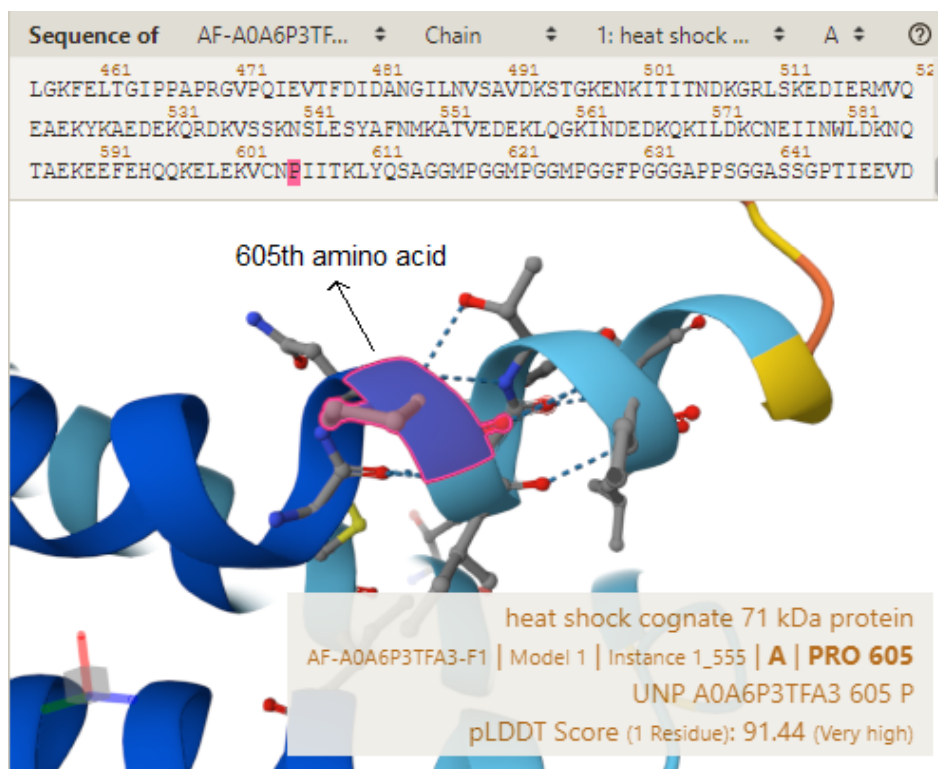 Sequence of AF-A0A6P3TF... Chain 1: heat shock ... A
461 471 481 491 501 511 52
LGKFELTGIPPAPRGVPQIEVTFDIDANGILNVSAVDKSTGKENKITITNDKGRLSKEDIERMVQ
531 541 551 561 571 581
EAEKYKAEDEKQRDKVSSKNSLESYAFNMKATVEDEKLQGKINDEDKQKILDKCNEIINWLDKNQ
591 601 611 621 631 641
TAEKEEFEHQQKELEKVCNPIITKLYQSAGGMPGGMPGGMPGGFPGGGAPPSGGASSGPTIEEVD
605th amino acid
heat shock cognate 71 kDa protein
AF-A0A6P3TFA3-F1 | Model 1 | Instance 1_555 | A | PRO 605
UNP A0A6P3TFA3 605 P
pLDDT Score (1 Residue): 91.44 (Very high)